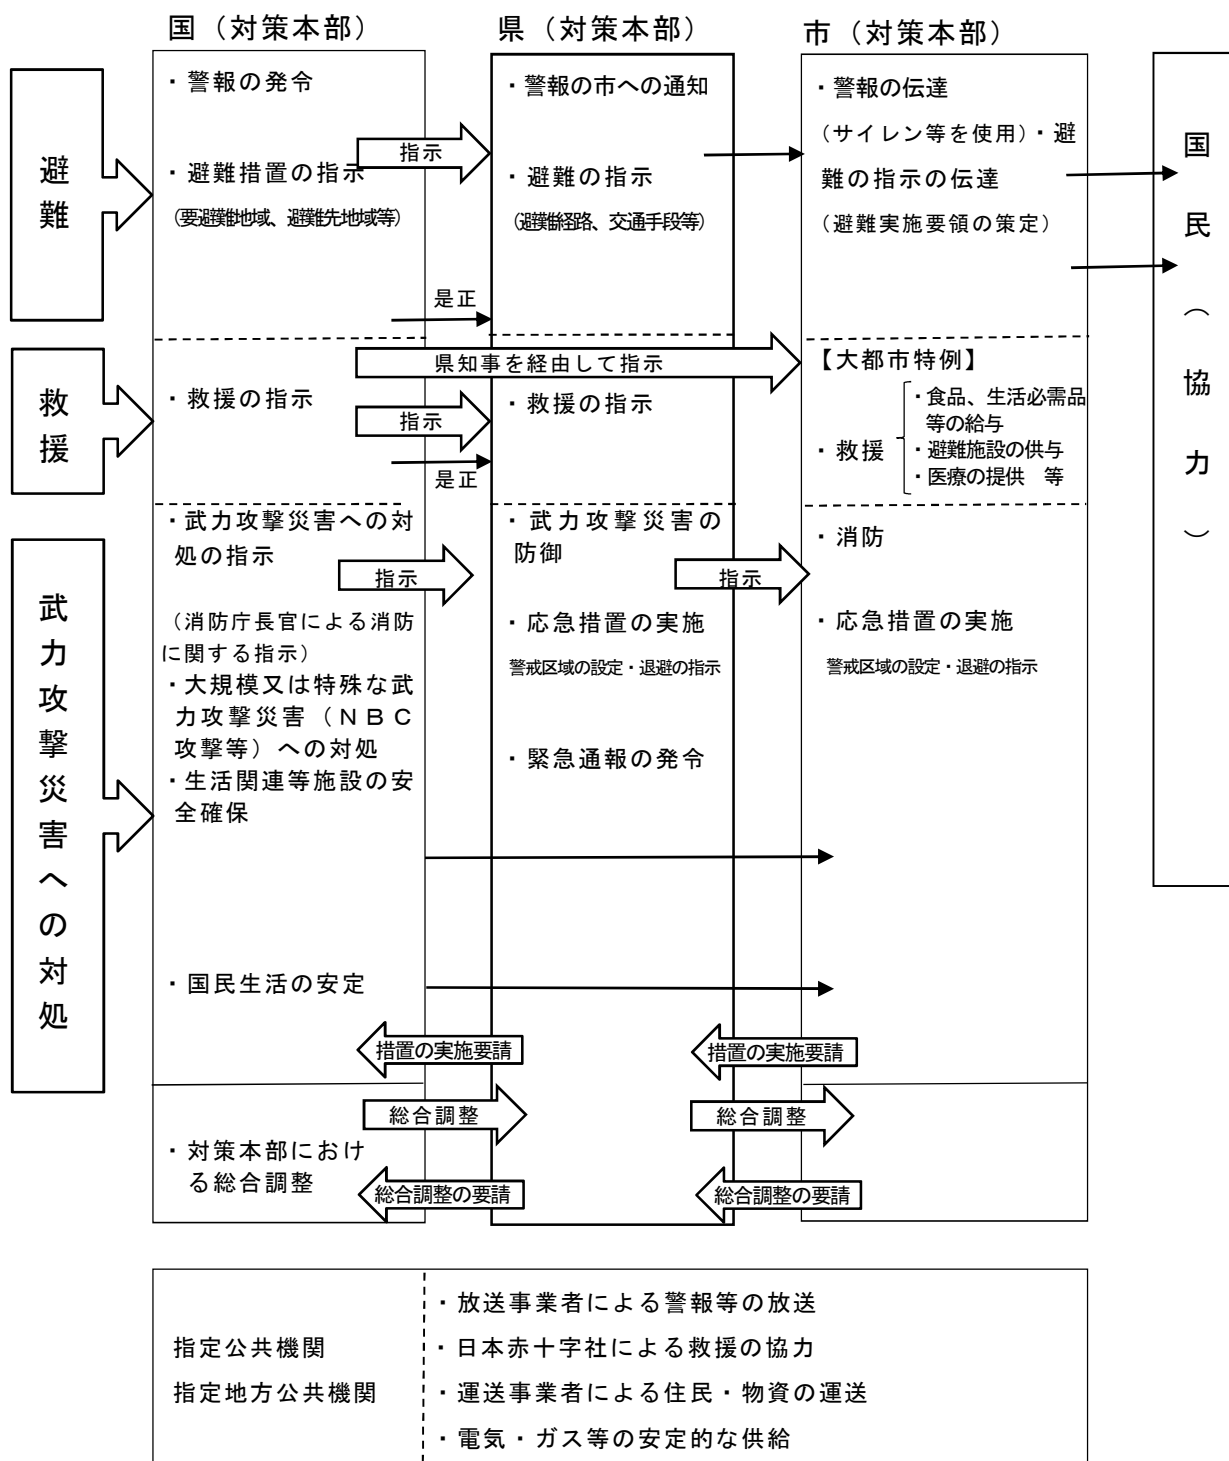 国（対策本部）
県（対策本部）
市（対策本部）
避難
・警報の発令
・避難措置の指示
（要避難地域、避難先地域等）
指示
・警報の市への通知
・避難の指示
（避難経路、交通手段等）
・警報の伝達
（サイレン等を使用）・避
難の指示の伝達
（避難実施要領の策定）
国民（協力）
是正
救援
県知事を経由して指示
・救援の指示
指示
是正
・救援の指示
【大都市特例】
・救援
・食品、生活必需品
等の給与
・避難施設の供与
・医療の提供　等
武力攻撃災害への対処
・武力攻撃災害への対
処の指示
指示
（消防庁長官による消防
に関する指示）
・大規模又は特殊な武
力攻撃災害（ＮＢＣ
攻撃等）への対処
・生活関連等施設の安
全確保
・国民生活の安定
・武力攻撃災害の
防御
指示
・応急措置の実施
警戒区域の設定・退避の指示
・緊急通報の発令
・消防
・応急措置の実施
警戒区域の設定・退避の指示
措置の実施要請
措置の実施要請
総合調整
総合調整
・対策本部におけ
る総合調整
総合調整の要請
総合調整の要請
指定公共機関
指定地方公共機関
・放送事業者による警報等の放送
・日本赤十字社による救援の協力
・運送事業者による住民・物資の運送
・電気・ガス等の安定的な供給